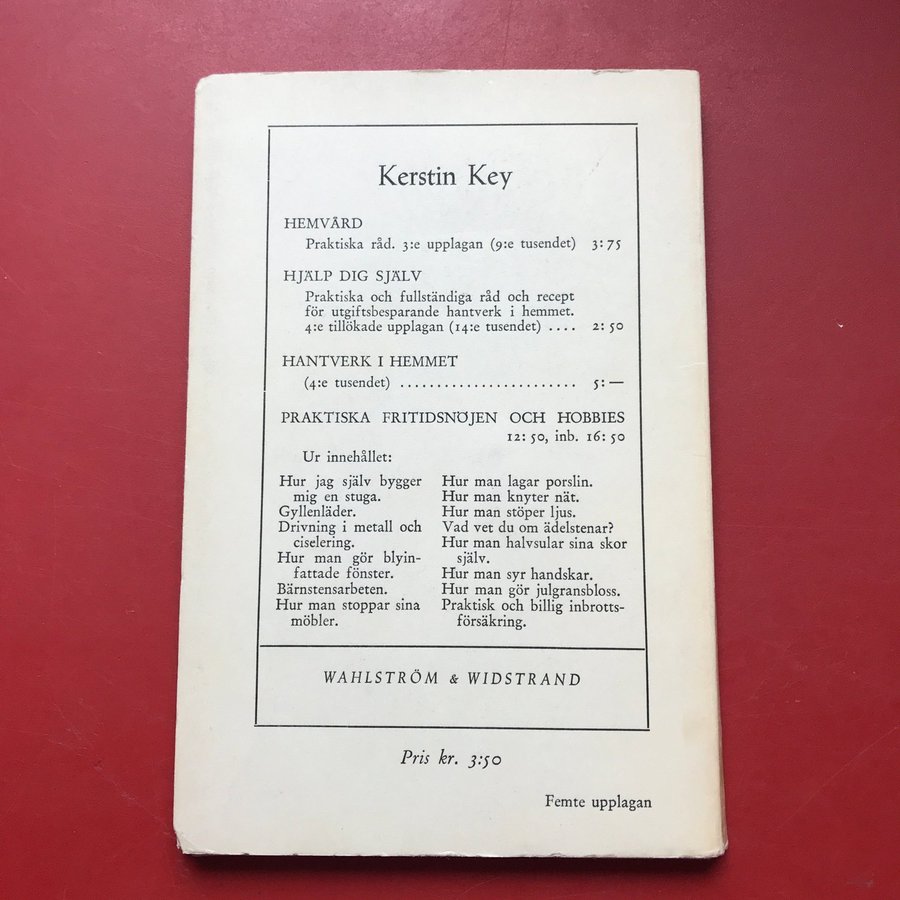 Kerstin Key
HEMVÅRD
Praktiska råd. 3:e upplagan (9:e tusendet) 3:75
HJÄLP DIG SJÄLV
Praktiska och fullständiga råd och recept
för utgiftsbesparande hantverk i hemmet.
4:e tillökade upplagan (14:e tusendet) .... 2:50
HANTVERK I HEMMET
(4:e tusendet) ........................ 5:—
PRAKTISKA FRITIDSNÖJEN OCH HOBBIES
12:50, inb. 16:50
Ur innehållet:
Hur jag själv bygger
mig en stuga.
Gyllenläder.
Drivning i metall och
ciselering.
Hur man gör blyin-
fattade fönster.
Bärnstensarbeten.
Hur man stoppar sina
möbler.
Hur man lagar porslin.
Hur man knyter nät.
Hur man stöper ljus.
Vad vet du om ädelstenar?
Hur man halvsular sina skor
själv.
Hur man syr handskar.
Hur man gör julgransbloss.
Praktisk och billig inbrotts-
försäkring.
WAHLSTRÖM & WIDSTRAND
Pris kr. 3:50
Femte upplagan